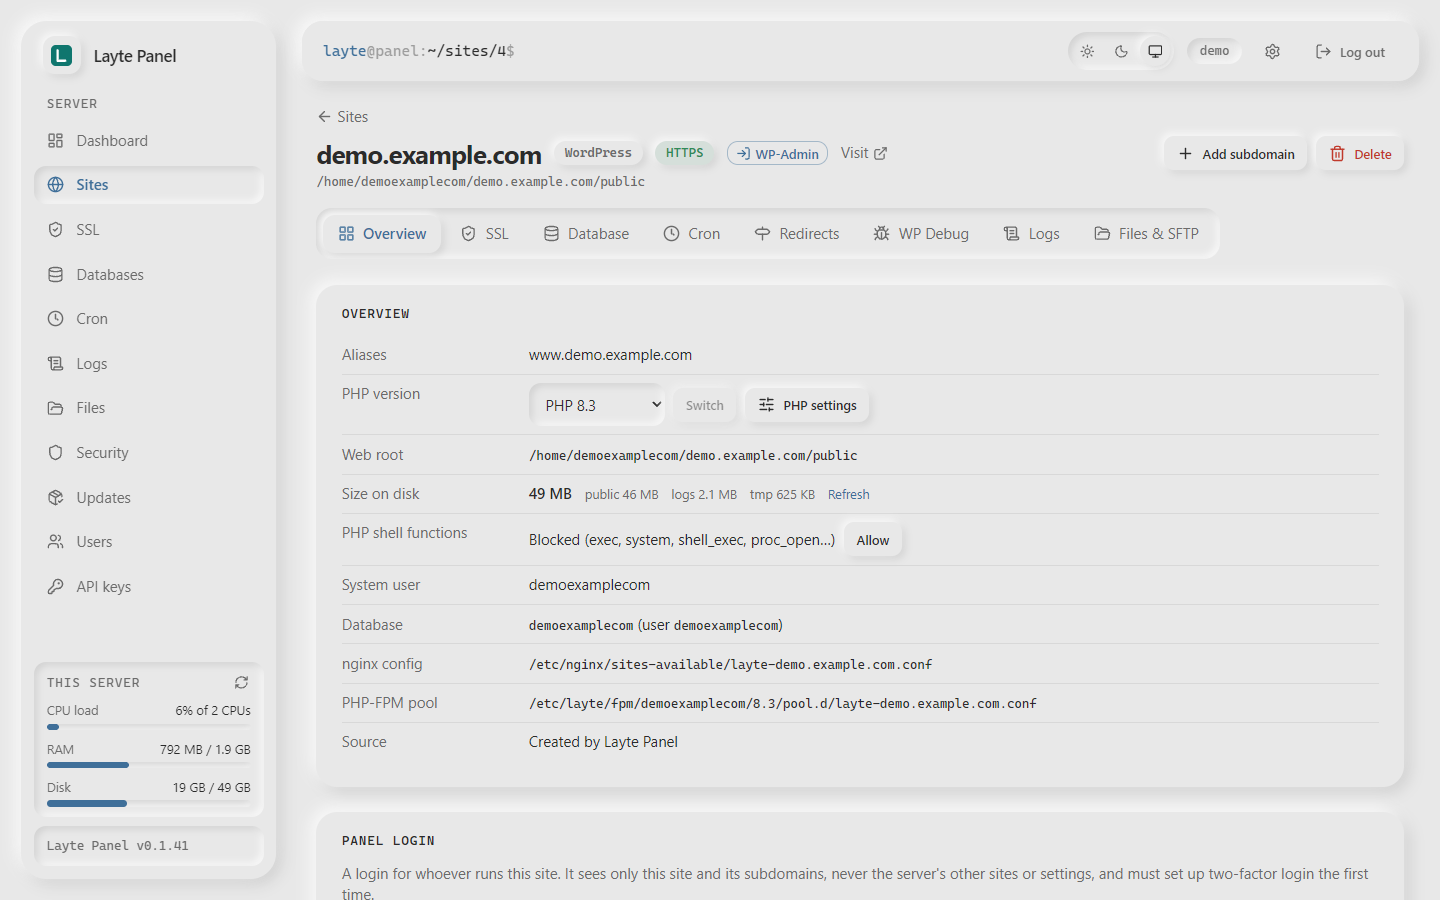 Layte Panel
SERVER
Dashboard
Sites
SSL
Databases
Cron
Logs
Files
Security
Updates
Users
API keys
THIS SERVER
CPU load 6% of 2 CPUs
RAM 792 MB / 1.9 GB
Disk 19 GB / 49 GB
Layte Panel v0.1.41
layte@panel:~/sites/4$
demo
Log out
Sites
demo.example.com WordPress HTTPS WP-Admin Visit
Add subdomain Delete
/home/demoexamplecom/demo.example.com/public
Overview SSL Database Cron Redirects WP Debug Logs Files & SFTP
OVERVIEW
Aliases www.demo.example.com
PHP version PHP 8.3 Switch PHP settings
Web root /home/demoexamplecom/demo.example.com/public
Size on disk 49 MB public 46 MB logs 2.1 MB tmp 625 KB Refresh
PHP shell functions Blocked (exec, system, shell_exec, proc_open...) Allow
System user demoexamplecom
Database demoexamplecom (user demoexamplecom)
nginx config /etc/nginx/sites-available/layte-demo.example.com.conf
PHP-FPM pool /etc/layte/fpm/demoexamplecom/8.3/pool.d/layte-demo.example.com.conf
Source Created by Layte Panel
PANEL LOGIN
A login for whoever runs this site. It sees only this site and its subdomains, never the server's other sites or settings, and must set up two-factor login the first
time.